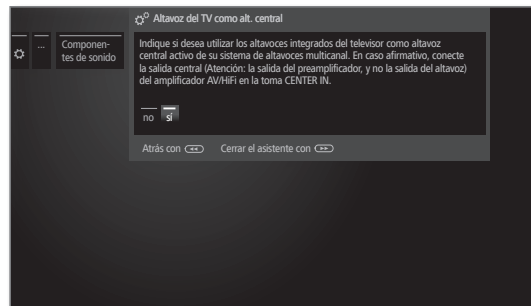 Altavoz del TV como alt. central
...
Componen-
tes de sonido
Indique si desea utilizar los altavoces integrados del televisor como altavoz
central activo de su sistema de altavoces multicanal. En caso afirmativo, conecte
la salida central (Atención: la salida del preamplificador, y no la salida del altavoz)
del amplificador AV/HiFi en la toma CENTER IN.
no sí
Atrás con Cerrar el asistente con